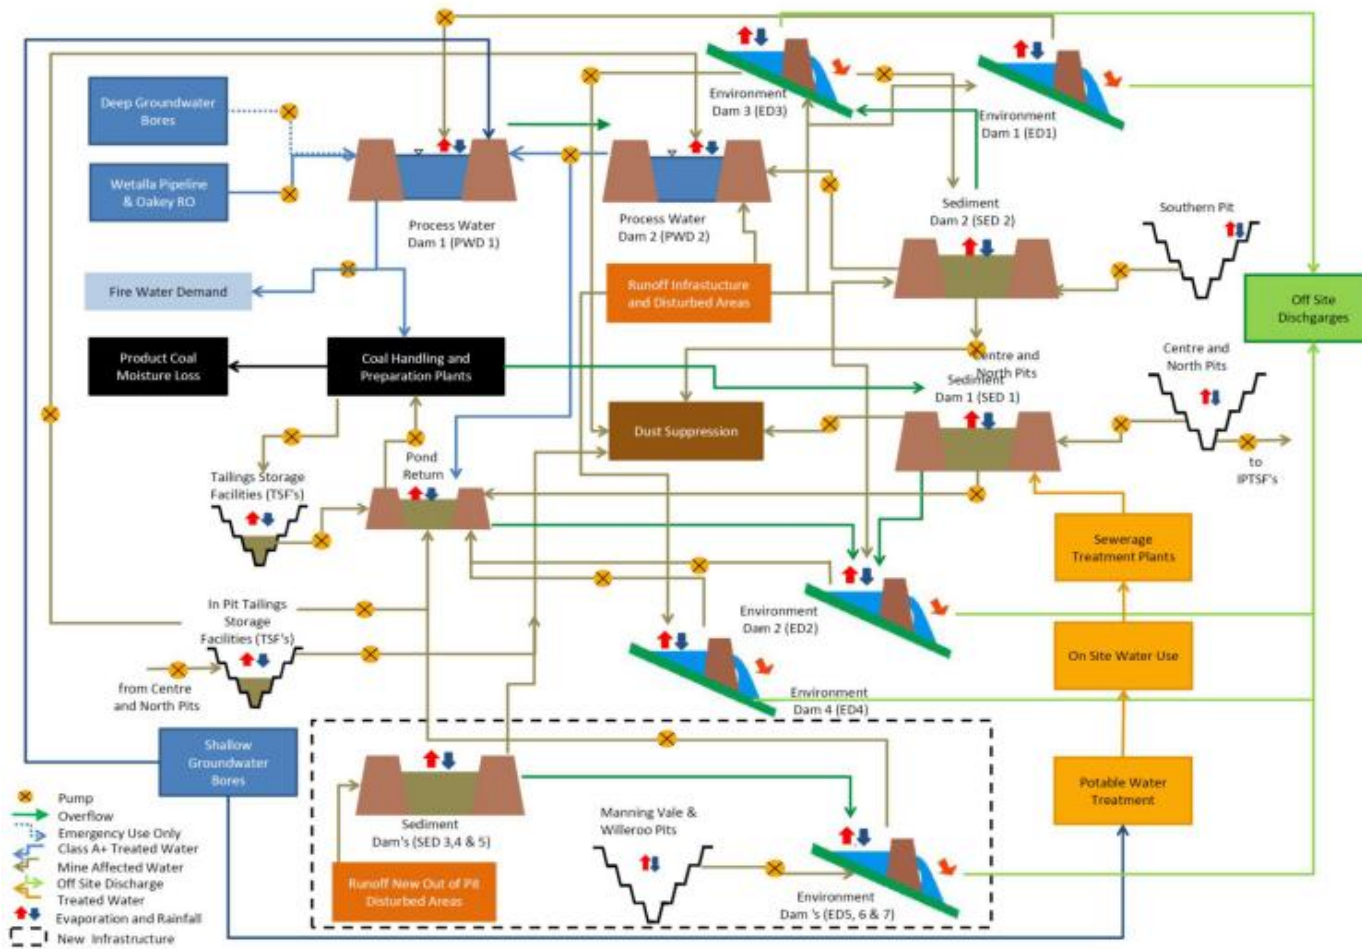 Deep Groundwater
Bores
Wetalla Pipeline
& Oakey RO
Fire Water Demand
Product Coal
Moisture Loss
Coal Handling and
Preparation Plants
Process Water
Dam 1 (PWD 1)
Process Water
Dam 2 (PWD 2)
Runoff Infrastucture
and Disturbed Areas
Environment
Dam 3 (ED3)
Environment
Dam 1 (ED1)
Sediment
Dam 2 (SED 2)
Southern Pit
Off Site
Dischgarges
Centre and
North Pits
Sediment
Dam 1 (SED 1)
Centre and
North Pits
to
IPTSF's
Dust Suppression
Pond
Return
Tailings Storage
Facilities (TSF's)
In Pit Tailings
Storage
Facilities (TSF's)
from Centre
and North Pits
Environment
Dam 2 (ED2)
Environment
Dam 4 (ED4)
Sewerage
Treatment Plants
On Site Water Use
Potable Water
Treatment
Shallow
Groundwater
Bores
Sediment
Dam's (SED 3,4 & 5)
Runoff New Out of Pit
Disturbed Areas
Manning Vale &
Willeroo Pits
Environment
Dam 's (ED5, 6 & 7)
Pump
Overflow
Emergency Use Only
Class A+ Treated Water
Mine Affected Water
Off Site Discharge
Treated Water
Evaporation and Rainfall
New Infrastructure